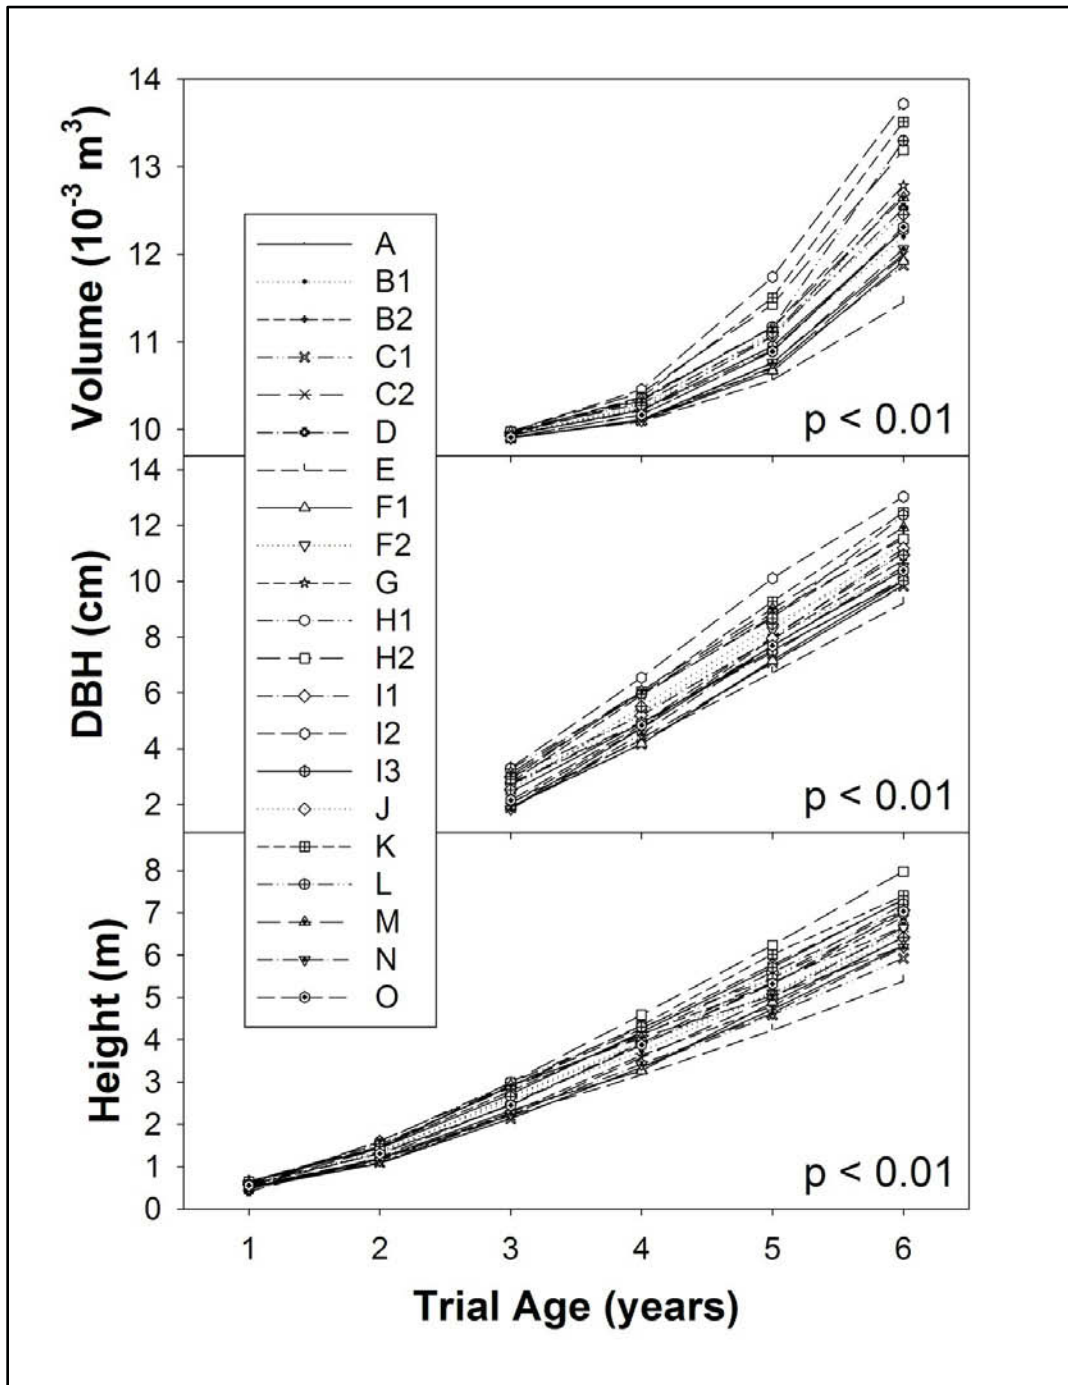 Volume (10⁻³ m³)
14
13
12
11
10
p < 0.01
A
B1
B2
C1
C2
D
E
F1
F2
G
H1
H2
I1
I2
I3
J
K
L
M
N
O
DBH (cm)
14
12
10
8
6
4
2
p < 0.01
Height (m)
8
7
6
5
4
3
2
1
0
p < 0.01
1 2 3 4 5 6
Trial Age (years)